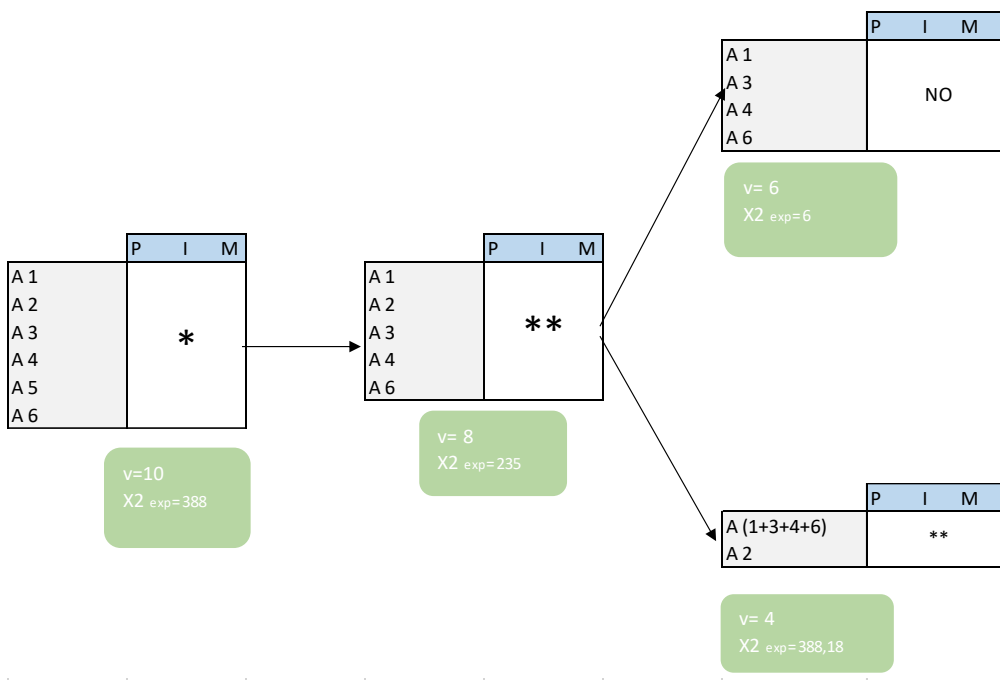 P I M
A 1
A 2
A 3
A 4
A 5
A 6
*
v=10
X2 exp=388
P I M
A 1
A 2
A 3
A 4
A 6
**
v= 8
X2 exp=235
P I M
A 1
A 3
A 4
A 6
NO
v= 6
X2 exp=6
P I M
A (1+3+4+6)
A 2
**
v= 4
X2 exp=388,18